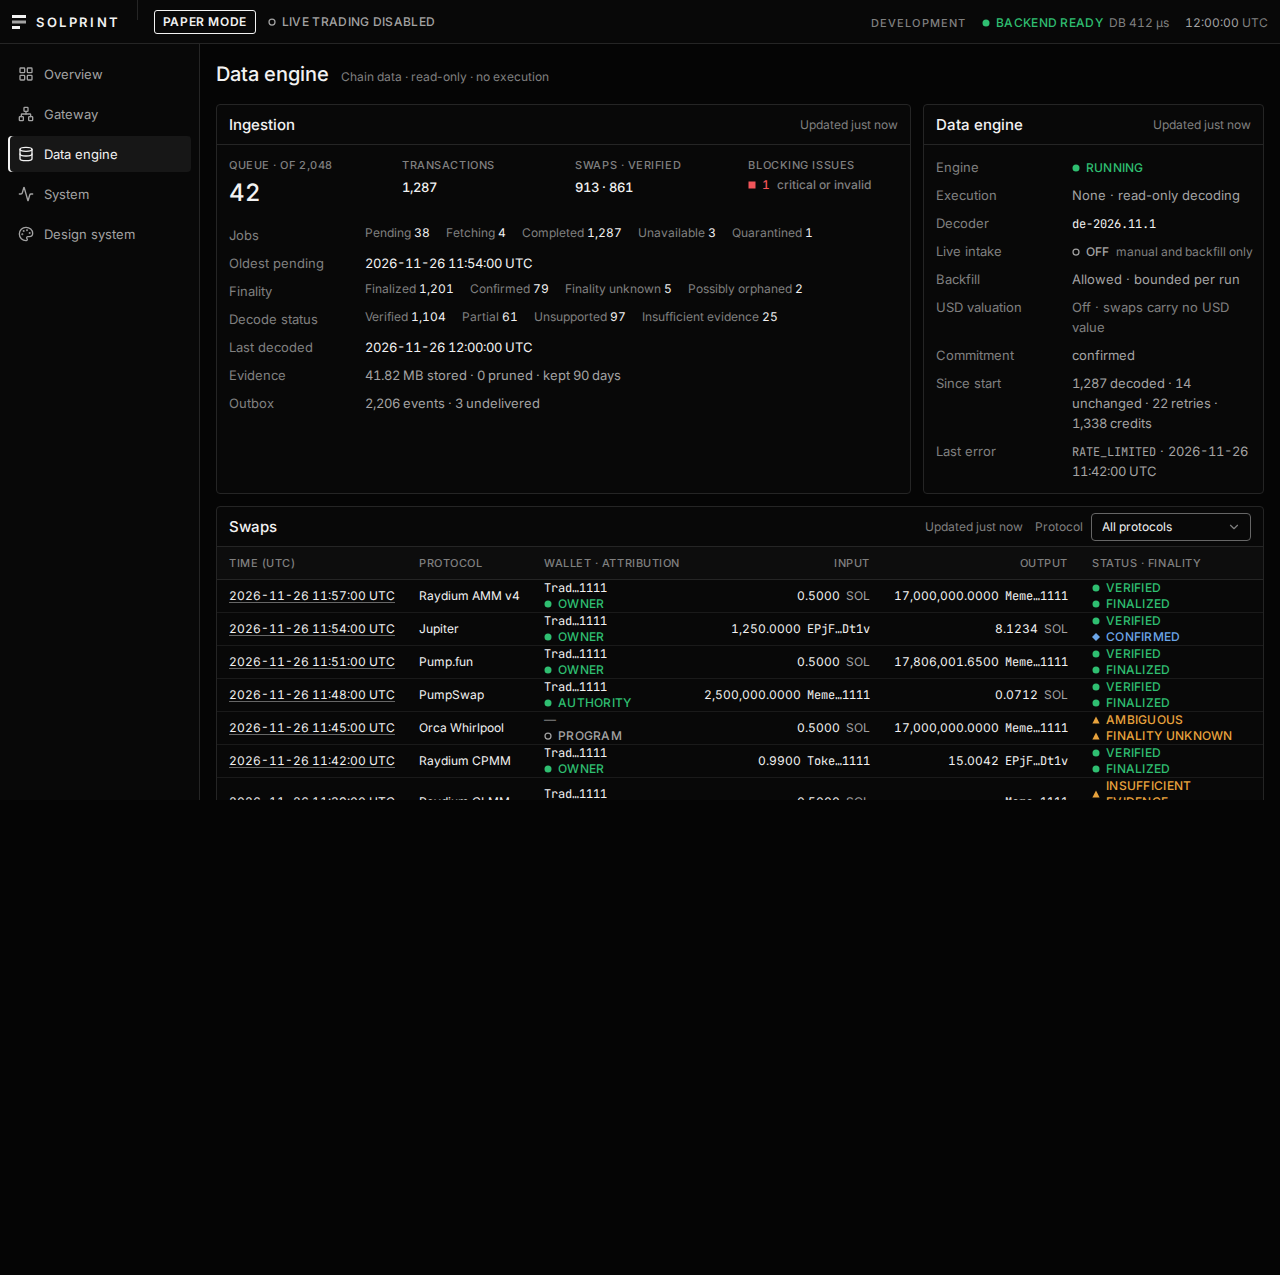 SOLPRINT
PAPER MODE
LIVE TRADING DISABLED
DEVELOPMENT
BACKEND READY DB 412 µs
12:00:00 UTC
Overview
Gateway
Data engine
System
Design system
Data engine Chain data · read-only · no execution
Ingestion
Updated just now
QUEUE · OF 2,048
TRANSACTIONS
SWAPS · VERIFIED
BLOCKING ISSUES
42
1,287
913 · 861
1 critical or invalid
Jobs
Pending 38 Fetching 4 Completed 1,287 Unavailable 3 Quarantined 1
Oldest pending
2026-11-26 11:54:00 UTC
Finality
Finalized 1,201 Confirmed 79 Finality unknown 5 Possibly orphaned 2
Decode status
Verified 1,104 Partial 61 Unsupported 97 Insufficient evidence 25
Last decoded
2026-11-26 12:00:00 UTC
Evidence
41.82 MB stored · 0 pruned · kept 90 days
Outbox
2,206 events · 3 undelivered
Data engine
Updated just now
Engine
RUNNING
Execution
None · read-only decoding
Decoder
de-2026.11.1
Live intake
OFF manual and backfill only
Backfill
Allowed · bounded per run
USD valuation
Off · swaps carry no USD
value
Commitment
confirmed
Since start
1,287 decoded · 14
unchanged · 22 retries ·
1,338 credits
Last error
RATE_LIMITED · 2026-11-26
11:42:00 UTC
Swaps
Updated just now
Protocol
All protocols
TIME (UTC) PROTOCOL WALLET · ATTRIBUTION INPUT OUTPUT STATUS · FINALITY
2026-11-26 11:57:00 UTC Raydium AMM v4 Trad…1111 0.5000 SOL 17,000,000.0000 Meme…1111 VERIFIED
OWNER FINALIZED
2026-11-26 11:54:00 UTC Jupiter Trad…1111 1,250.0000 EPjF…Dt1v 8.1234 SOL VERIFIED
OWNER CONFIRMED
2026-11-26 11:51:00 UTC Pump.fun Trad…1111 0.5000 SOL 17,806,001.6500 Meme…1111 VERIFIED
OWNER FINALIZED
2026-11-26 11:48:00 UTC PumpSwap Trad…1111 2,500,000.0000 Meme…1111 0.0712 SOL VERIFIED
AUTHORITY FINALIZED
2026-11-26 11:45:00 UTC Orca Whirlpool — 0.5000 SOL 17,000,000.0000 Meme…1111 AMBIGUOUS
PROGRAM FINALITY UNKNOWN
2026-11-26 11:42:00 UTC Raydium CPMM Trad…1111 0.9900 Toke…1111 15.0042 EPjF…Dt1v VERIFIED
OWNER FINALIZED
Trad…1111 INSUFFICIENT